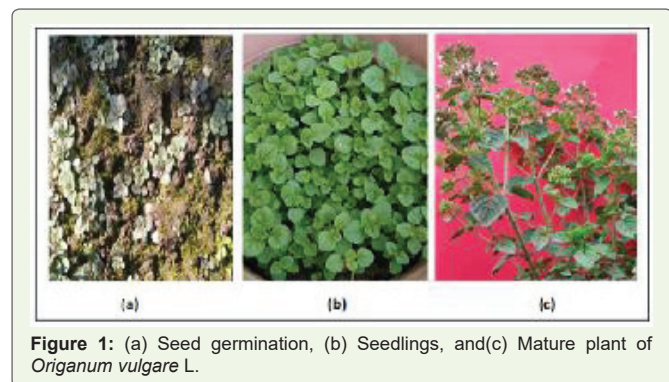 (a) (b) (c)
Figure 1: (a) Seed germination, (b) Seedlings, and(c) Mature plant of
Origanum vulgare L.